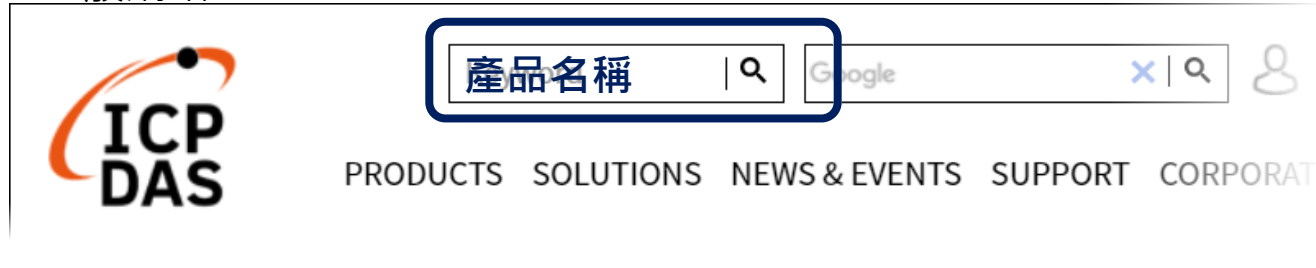 產品名稱
Google
ICP
DAS
PRODUCTS SOLUTIONS NEWS & EVENTS SUPPORT CORPORAT